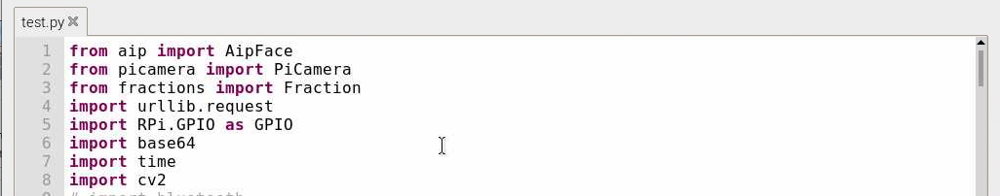 test.py
1 from aip import AipFace
2 from picamera import PiCamera
3 from fractions import Fraction
4 import urllib.request
5 import RPi.GPIO as GPIO
6 import base64
7 import time
8 import cv2